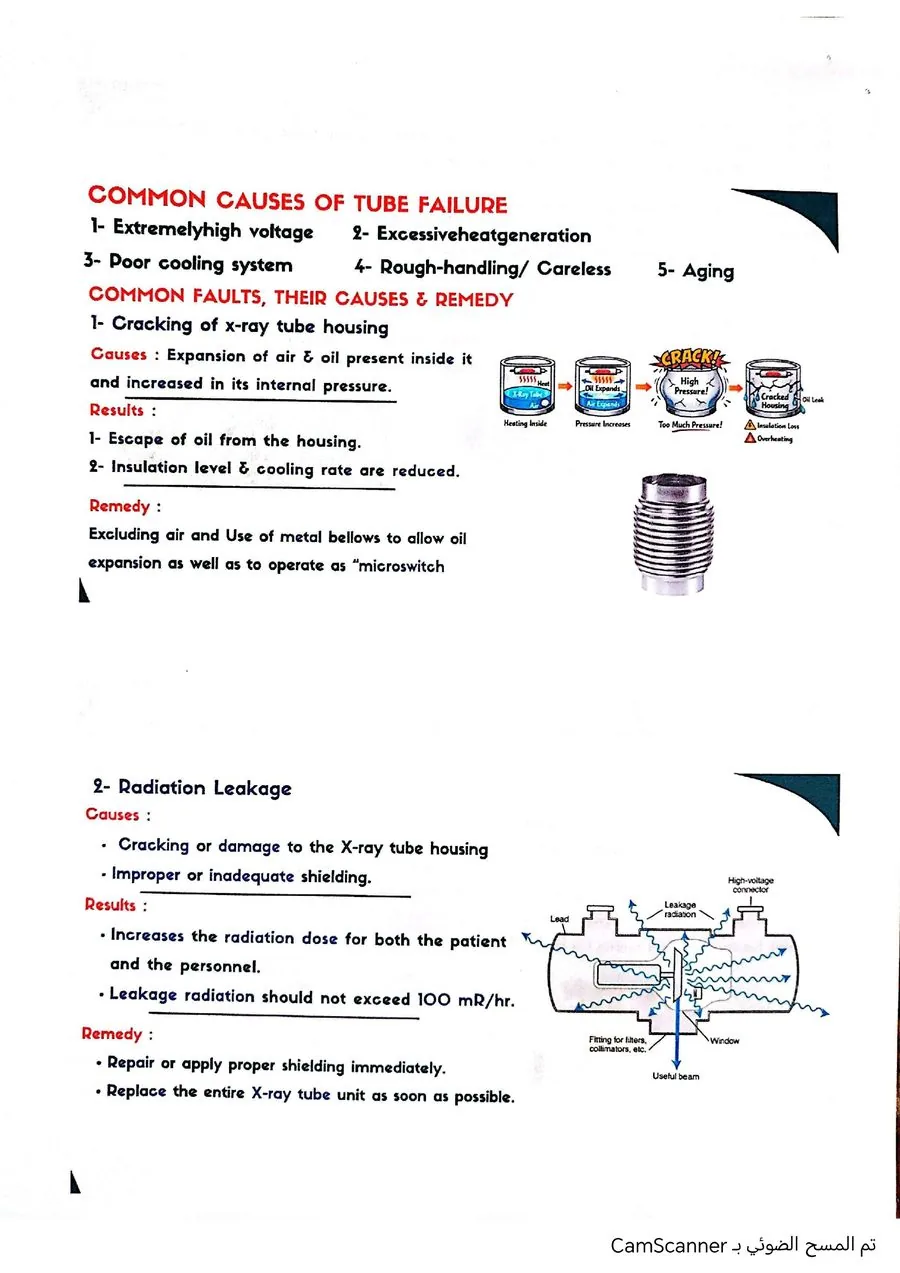 COMMON CAUSES OF TUBE FAILURE
1- Extremelyhigh voltage 2- Excessiveheatgeneration
3- Poor cooling system 4- Rough-handling/ Careless 5- Aging
COMMON FAULTS, THEIR CAUSES & REMEDY
1- Cracking of x-ray tube housing
Causes : Expansion of air & oil present inside it
and increased in its internal pressure.
Results :
1- Escape of oil from the housing.
2- Insulation level & cooling rate are reduced.
Remedy :
Excluding air and Use of metal bellows to allow oil
expansion as well as to operate as “microswitch
Heat
X-Ray Tube
Air
Heating Inside
Oil Expands
Air Expands
Pressure Increases
CRACK!
High
Pressure!
Too Much Pressure!
Cracked
Housing
Oil Leak
Insulation Loss
Overheating
2- Radiation Leakage
Causes :
• Cracking or damage to the X-ray tube housing
• Improper or inadequate shielding.
Results :
• Increases the radiation dose for both the patient
and the personnel.
• Leakage radiation should not exceed 100 mR/hr.
Remedy :
• Repair or apply proper shielding immediately.
• Replace the entire X-ray tube unit as soon as possible.
High-voltage
connector
Leakage
radiation
Lead
Fitting for filters,
collimators, etc.
Window
Useful beam
تم المسح الضوئي بـ CamScanner